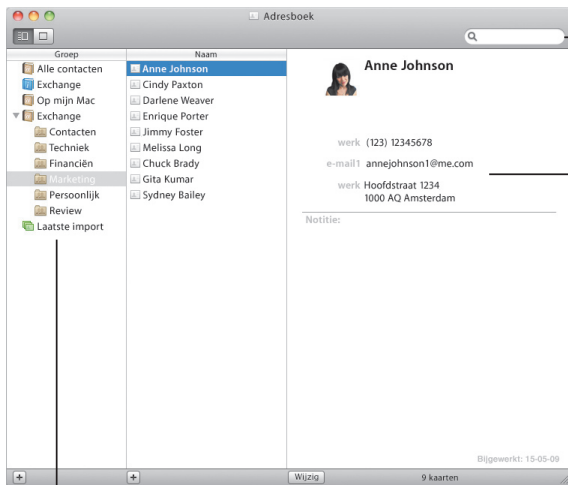 Adresboek
Groep
Alle contacten
Exchange
Op mijn Mac
Exchange
Contacten
Techniek
Financiën
Marketing
Persoonlijk
Review
Laatste import
Naam
Anne Johnson
Cindy Paxton
Darlene Weaver
Enrique Porter
Jimmy Foster
Melissa Long
Chuck Brady
Gita Kumar
Sydney Bailey
Anne Johnson
werk (123) 12345678
e-mail1 annejohnson1@me.com
werk Hoofdstraat 1234
1000 AQ Amsterdam
Notitie:
Bijgewerkt: 15-05-09
Wijzig
9 kaarten